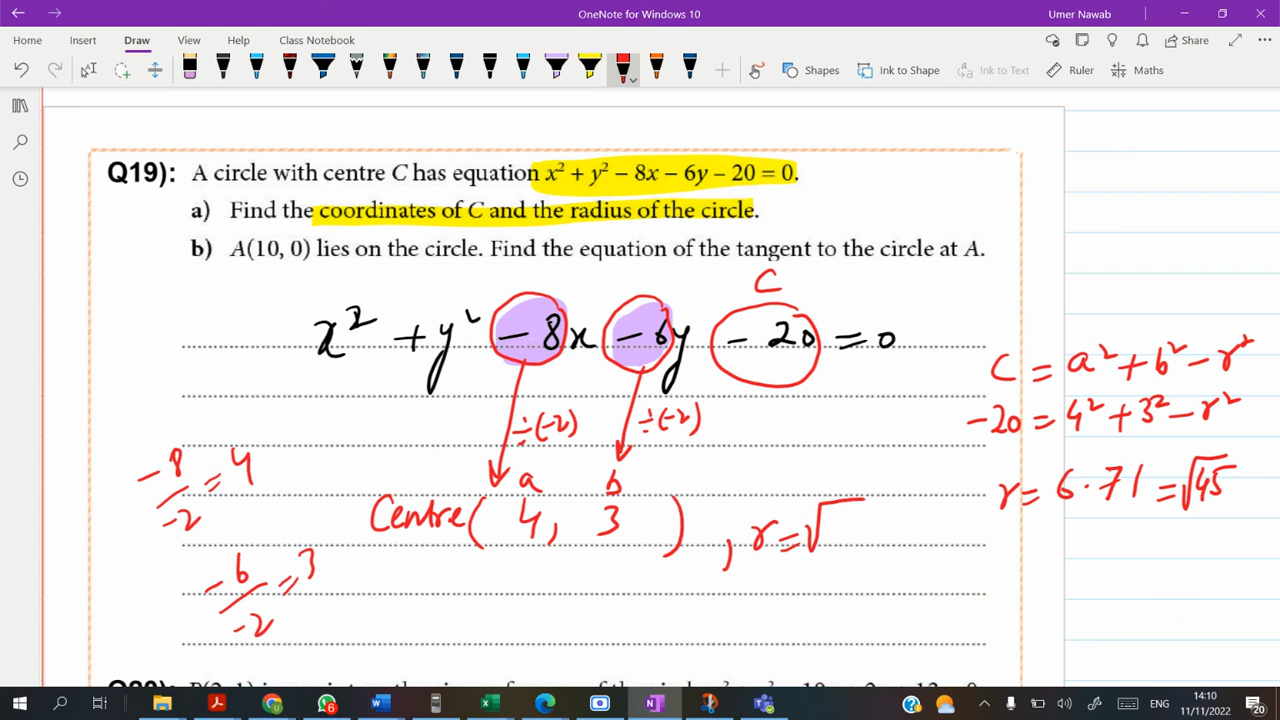 OneNote for Windows 10
Umer Nawab
Home Insert Draw View Help Class Notebook
Share
Shapes Ink to Shape Ink to Text Ruler Maths
Q19): A circle with centre C has equation x² + y² – 8x – 6y – 20 = 0.
a) Find the coordinates of C and the radius of the circle.
b) A(10, 0) lies on the circle. Find the equation of the tangent to the circle at A.
C
x² + y² – 8x – 6y – 20 = 0
C = a² + b² – r²
÷(-2) ÷(-2)
-20 = 4² + 3² – r²
-8/-2 = 4
a b
Centre( 4, 3 ), r = √
r = 6.71 = √45
-6/-2 = 3
ENG
14:10
11/11/2022
6
20